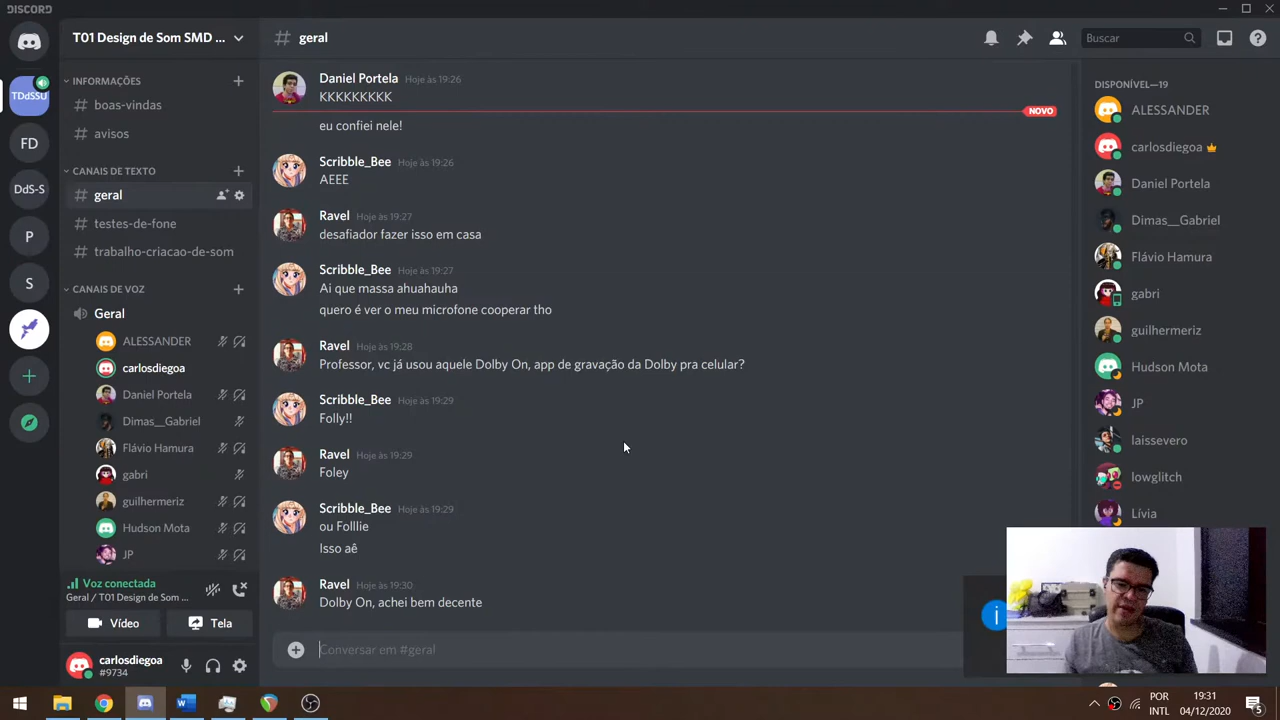 DISCORD
T01 Design de Som SMD ...
geral
Buscar
TDdSSU
FD
DdS-S
P
S
INFORMAÇÕES
boas-vindas
avisos
CANAIS DE TEXTO
geral
testes-de-fone
trabalho-criacao-de-som
CANAIS DE VOZ
Geral
ALESSANDER
carlosdiegoa
Daniel Portela
Dimas__Gabriel
Flávio Hamura
gabri
guilhermeriz
Hudson Mota
JP
Voz conectada
Geral / T01 Design de Som ...
Vídeo
Tela
carlosdiegoa
#9734
Daniel Portela Hoje às 19:26
KKKKKKKKK
NOVO
eu confiei nele!
Scribble_Bee Hoje às 19:26
AEEE
Ravel Hoje às 19:27
desafiador fazer isso em casa
Scribble_Bee Hoje às 19:27
Ai que massa ahuahauha
quero é ver o meu microfone cooperar tho
Ravel Hoje às 19:28
Professor, vc já usou aquele Dolby On, app de gravação da Dolby pra celular?
Scribble_Bee Hoje às 19:29
Folly!!
Ravel Hoje às 19:29
Foley
Scribble_Bee Hoje às 19:29
ou Folllie
Isso aê
Ravel Hoje às 19:30
Dolby On, achei bem decente
Conversar em #geral
DISPONÍVEL—19
ALESSANDER
carlosdiegoa
Daniel Portela
Dimas__Gabriel
Flávio Hamura
gabri
guilhermeriz
Hudson Mota
JP
laissevero
lowglitch
Lívia
POR
INTL
19:31
04/12/2020
5